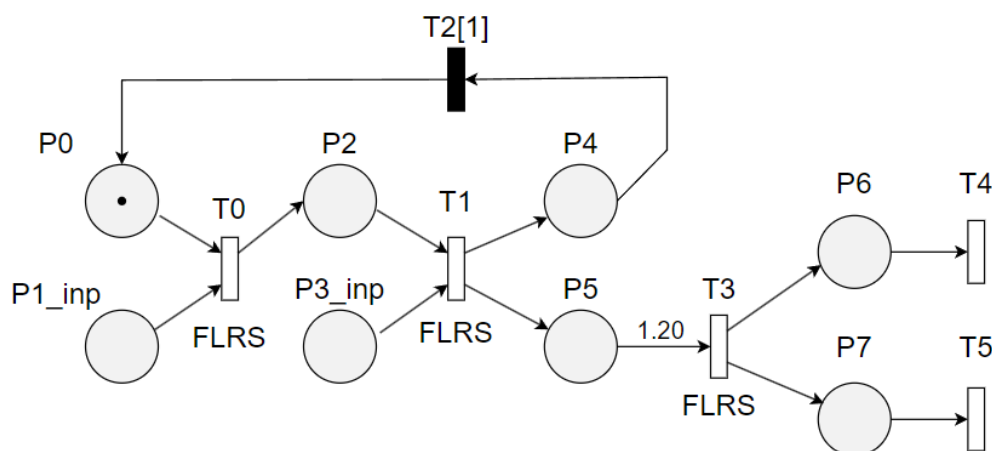 T2[1]
P0
P2
P4
P6
T4
T0
T1
P1_inp
P3_inp
P5
T3
1.20
P7
T5
FLRS
FLRS
FLRS